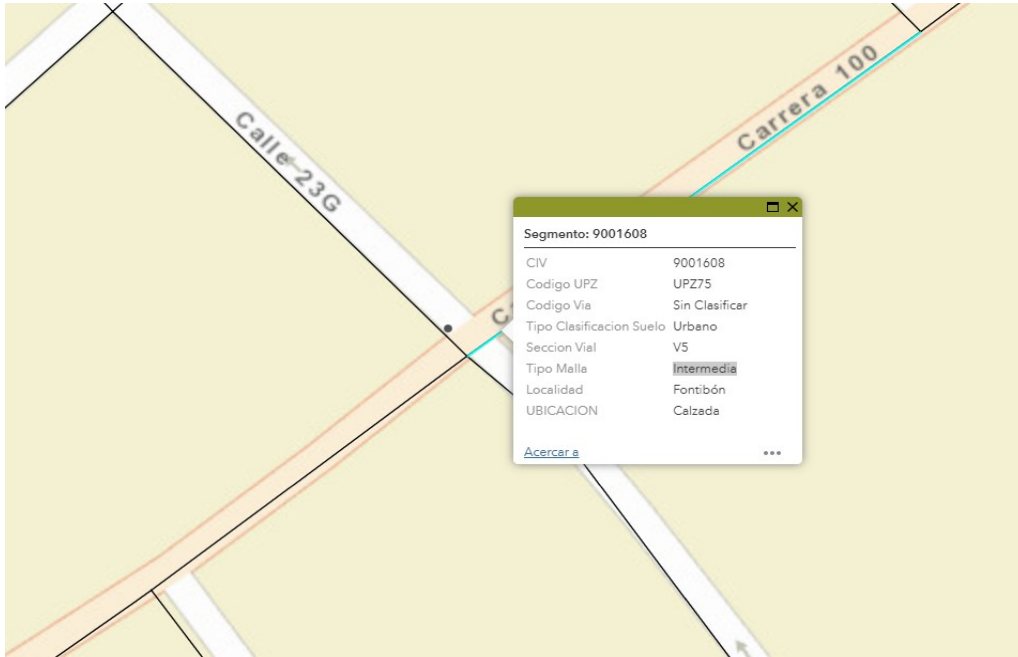 Carrera 100
Calle 23G
Segmento: 9001608
CIV 9001608
Codigo UPZ UPZ75
Codigo Via Sin Clasificar
Tipo Clasificacion Suelo Urbano
Seccion Vial V5
Tipo Malla Intermedia
Localidad Fontibón
UBICACION Calzada
Acercar a